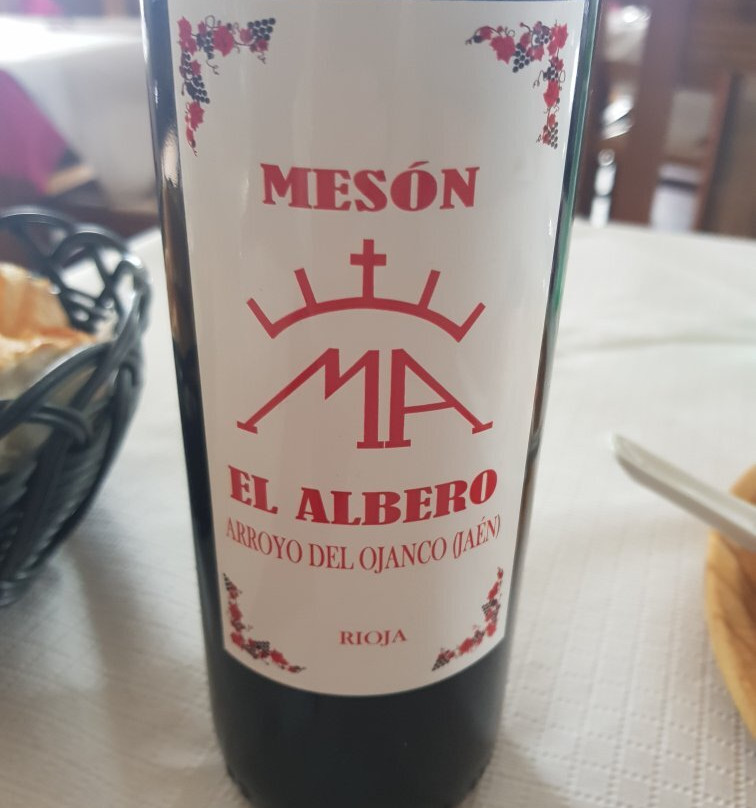 MESÓN
MA
EL ALBERO
ARROYO DEL OJANCO (JAÉN)
RIOJA